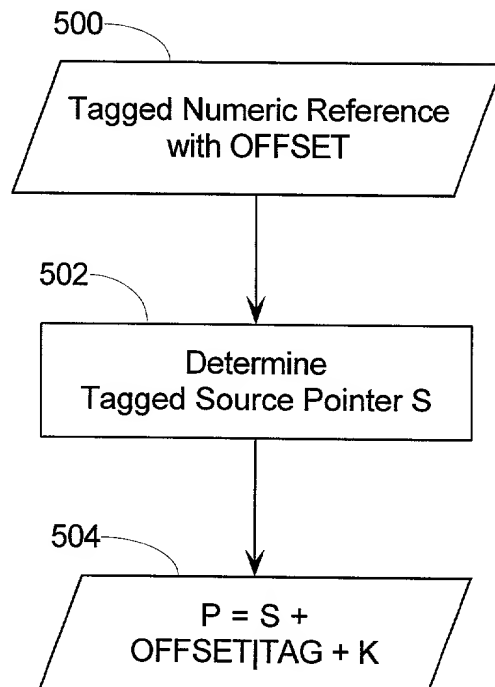 500
Tagged Numeric Reference
with OFFSET
502
Determine
Tagged Source Pointer S
504
P = S +
OFFSET|TAG + K